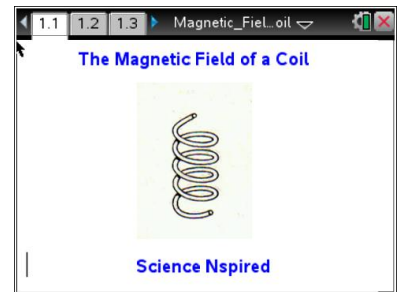 1.1 1.2 1.3 Magnetic_Fiel...oil
The Magnetic Field of a Coil
Science Nspired